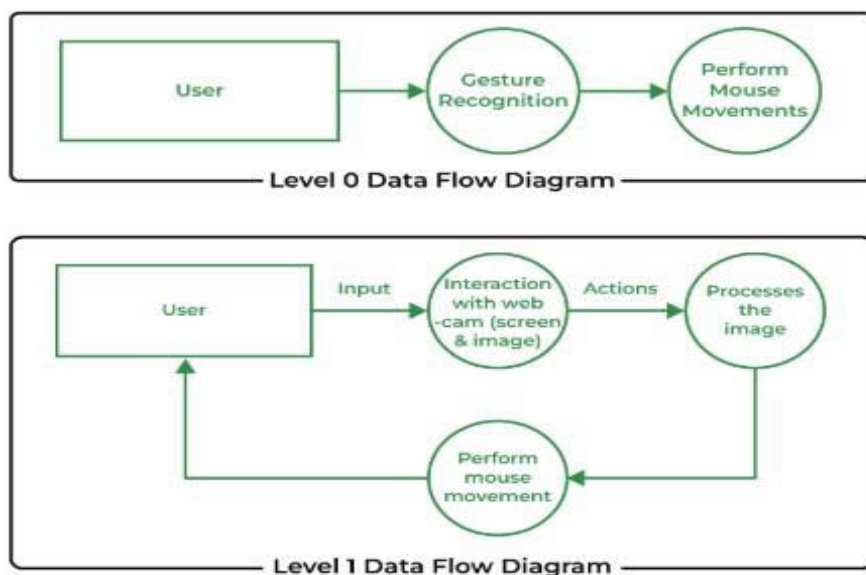 User
Gesture
Recognition
Perform
Mouse
Movements
Level 0 Data Flow Diagram
User
Input
Interaction
with web
-cam (screen
& image)
Actions
Processes
the
image
Perform
mouse
movement
Level 1 Data Flow Diagram